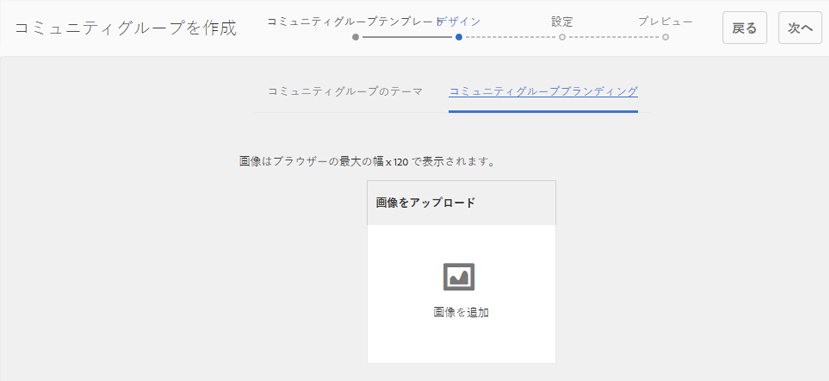 コミュニティグループを作成
コミュニティグループテンプレート デザイン 設定 プレビュー
戻る 次へ
コミュニティグループのテーマ コミュニティグループブランディング
画像はブラウザーの最大の幅 x 120 で表示されます。
画像をアップロード
画像を追加